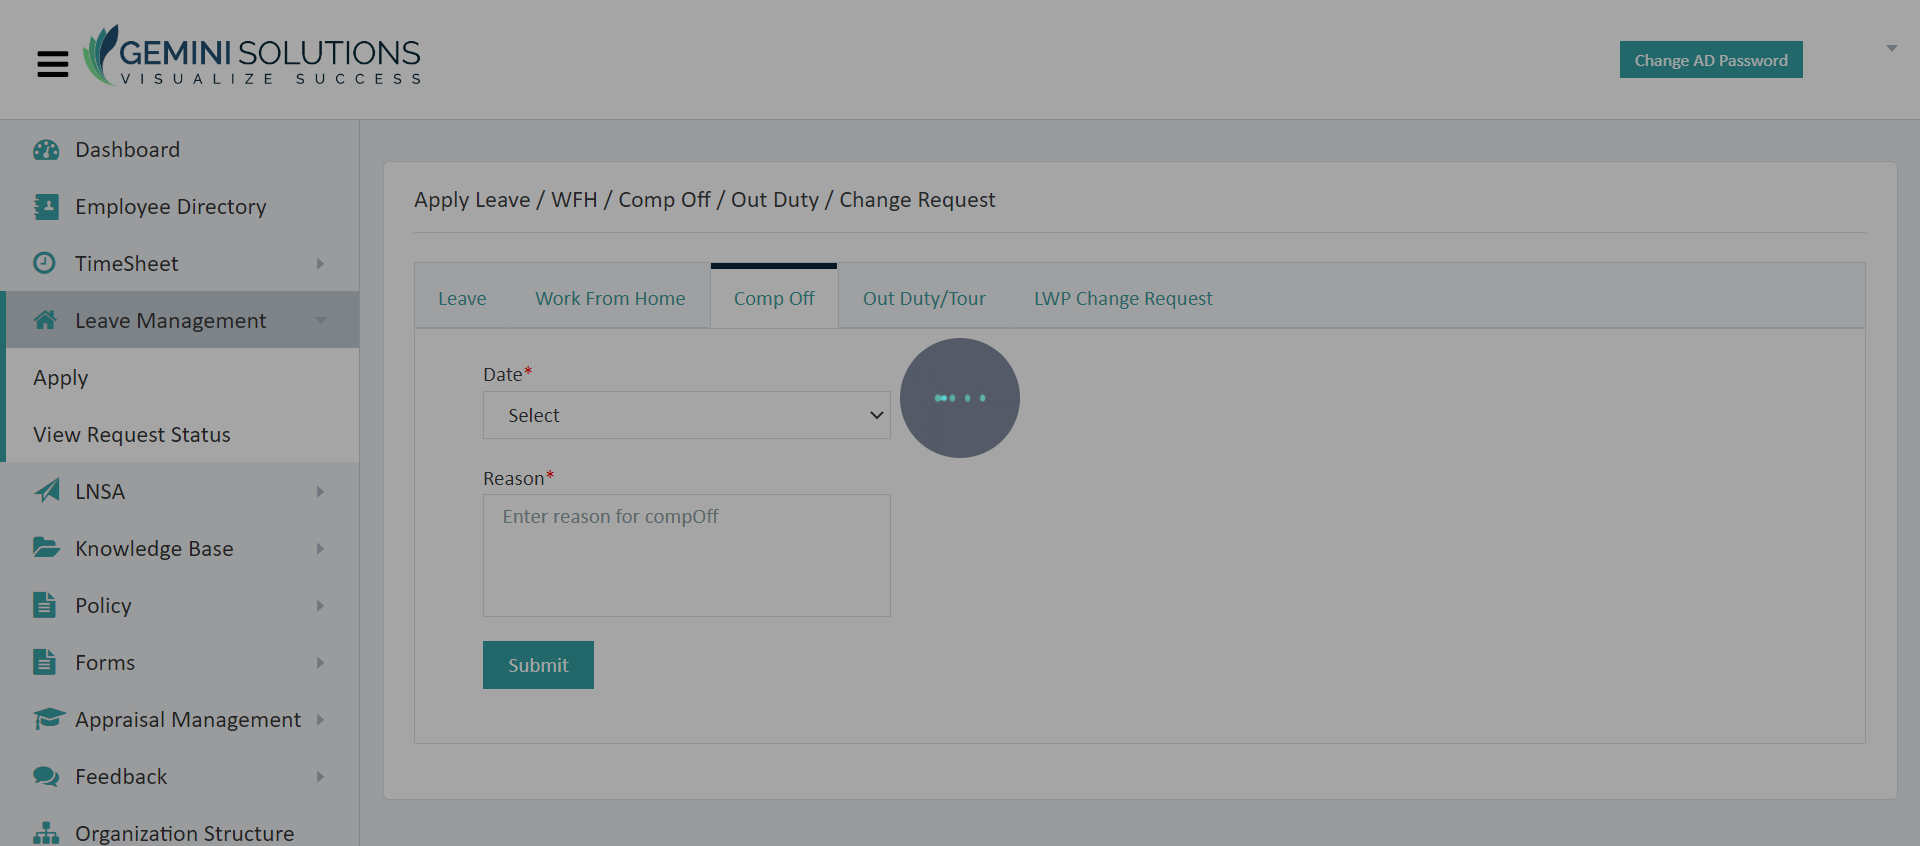 GEMINI SOLUTIONS
VISUALIZE SUCCESS
Change AD Password
Dashboard
Employee Directory
TimeSheet
Leave Management
Apply
View Request Status
LNSA
Knowledge Base
Policy
Forms
Appraisal Management
Feedback
Organization Structure
Apply Leave / WFH / Comp Off / Out Duty / Change Request
Leave Work From Home Comp Off Out Duty/Tour LWP Change Request
Date*
Select
Reason*
Enter reason for compOff
Submit